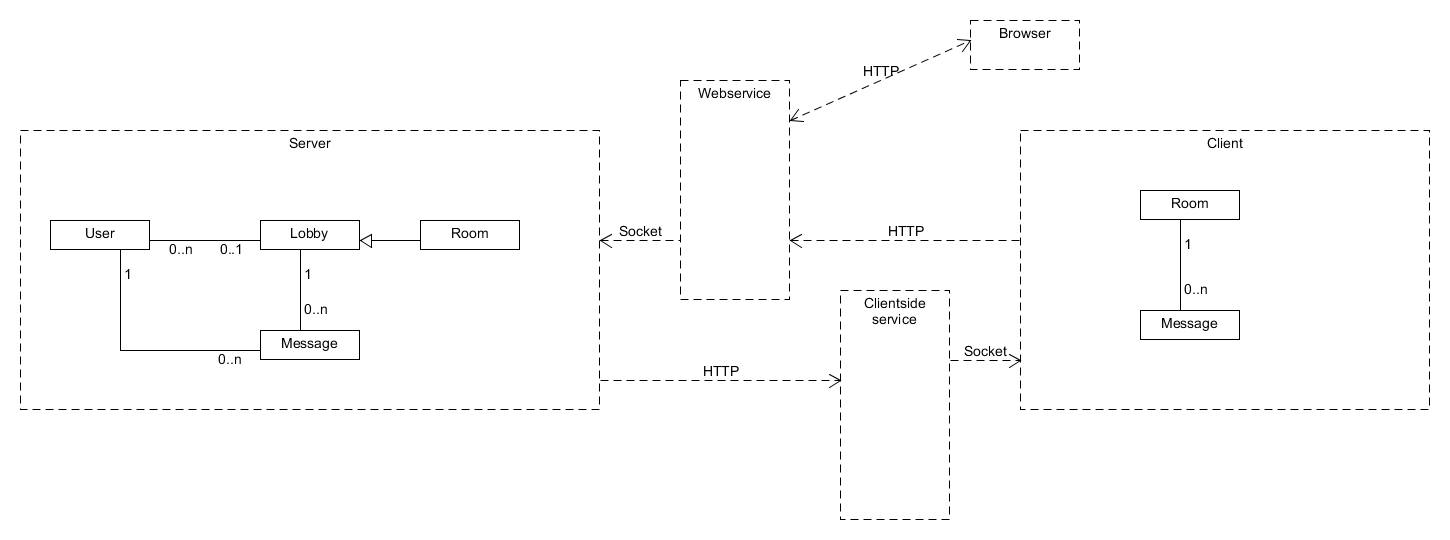 Browser
HTTP
Webservice
Server
Client
User
0..n
0..1
Lobby
Room
1
1
0..n
Message
0..n
Socket
HTTP
HTTP
Clientside
service
Socket
Room
1
0..n
Message